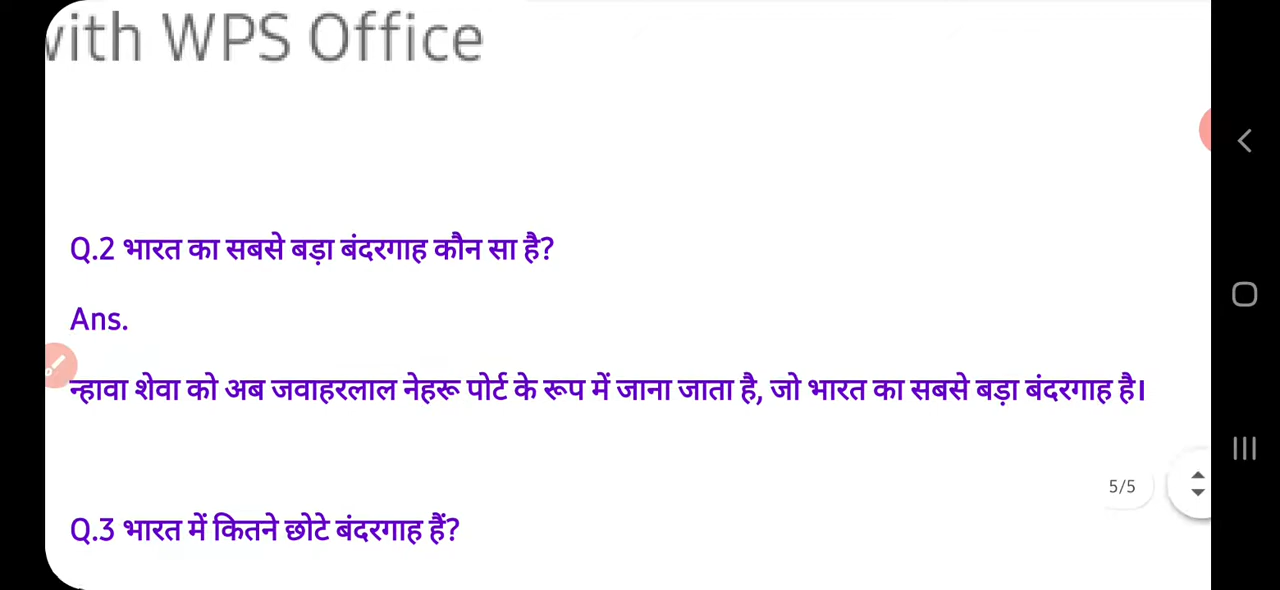 with WPS Office
Q.2 भारत का सबसे बड़ा बंदरगाह कौन सा है?
Ans.
न्हावा शेवा को अब जवाहरलाल नेहरू पोर्ट के रूप में जाना जाता है, जो भारत का सबसे बड़ा बंदरगाह है।
5/5
Q.3 भारत में कितने छोटे बंदरगाह हैं?